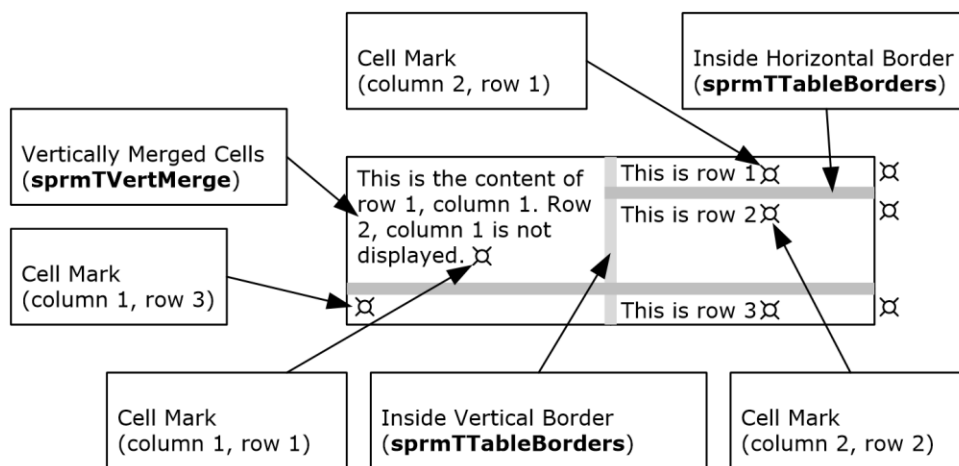 Cell Mark
(column 2, row 1)
Inside Horizontal Border
(sprmTTableBorders)
Vertically Merged Cells
(sprmTVertMerge)
This is the content of
row 1, column 1. Row
2, column 1 is not
displayed.
This is row 1
This is row 2
This is row 3
Cell Mark
(column 1, row 3)
Cell Mark
(column 1, row 1)
Inside Vertical Border
(sprmTTableBorders)
Cell Mark
(column 2, row 2)